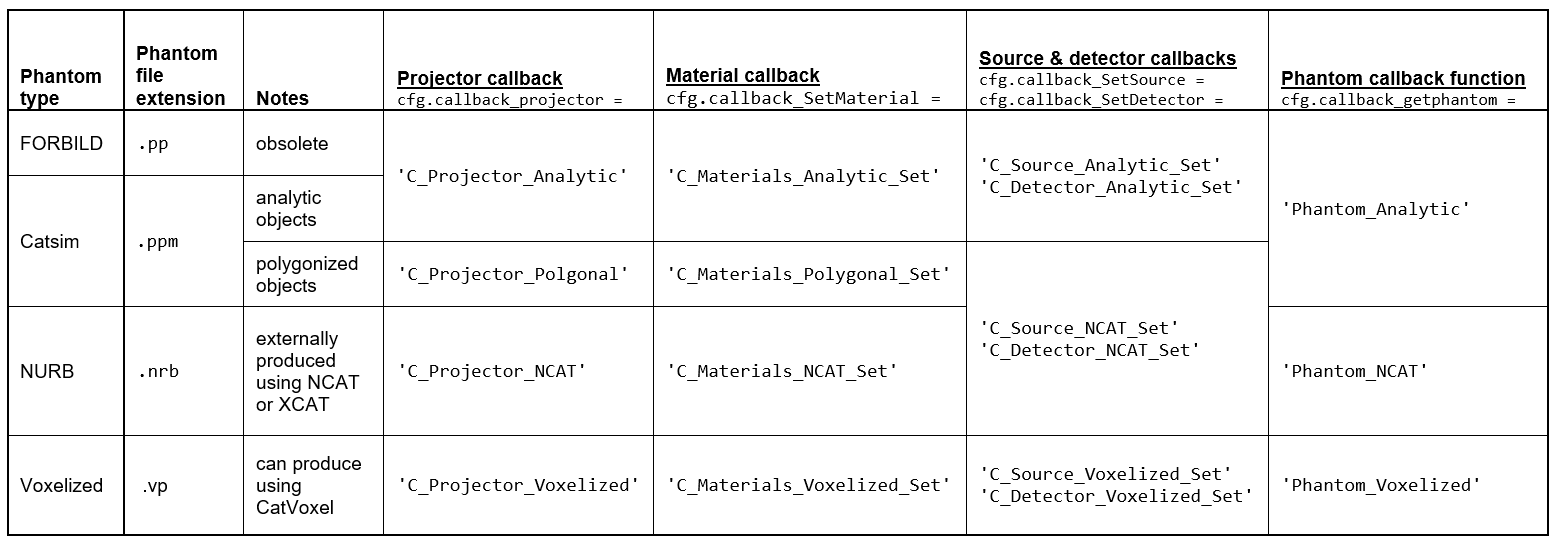 Phantom type
Phantom file extension
Notes
Projector callback
cfg.callback_projector =
Material callback
cfg.callback_SetMaterial =
Source & detector callbacks
cfg.callback_SetSource =
cfg.callback_SetDetector =
Phantom callback function
cfg.callback_getphantom =
FORBILD
.pp
obsolete
'C_Projector_Analytic'
'C_Materials_Analytic_Set'
'C_Source_Analytic_Set'
'C_Detector_Analytic_Set'
'Phantom_Analytic'
Catsim
.ppm
analytic
objects
polygonized
objects
'C_Projector_Polgonal'
'C_Materials_Polygonal_Set'
'C_Source_NCAT_Set'
'C_Detector_NCAT_Set'
NURB
.nrb
externally
produced
using NCAT
or XCAT
'C_Projector_NCAT'
'C_Materials_NCAT_Set'
'Phantom_NCAT'
Voxelized
.vp
can produce
using
CatVoxel
'C_Projector_Voxelized'
'C_Materials_Voxelized_Set'
'C_Source_Voxelized_Set'
'C_Detector_Voxelized_Set'
'Phantom_Voxelized'